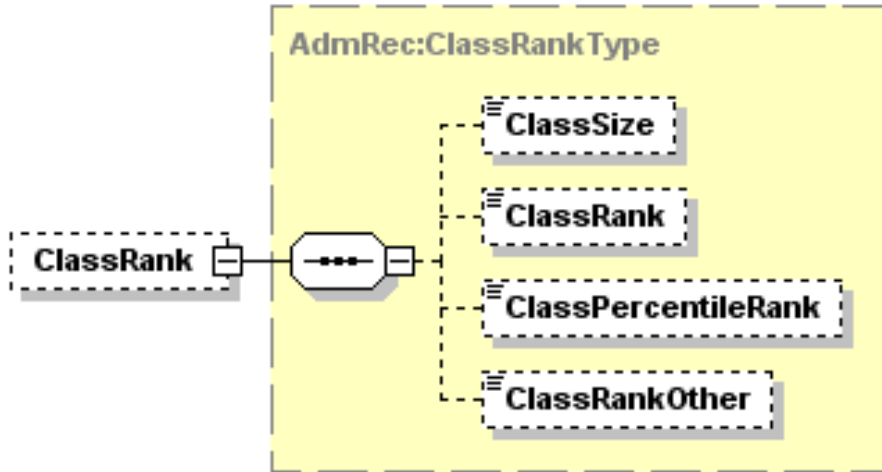 AdmRec:ClassRankType
ClassSize
ClassRank
ClassRank
ClassPercentileRank
ClassRankOther